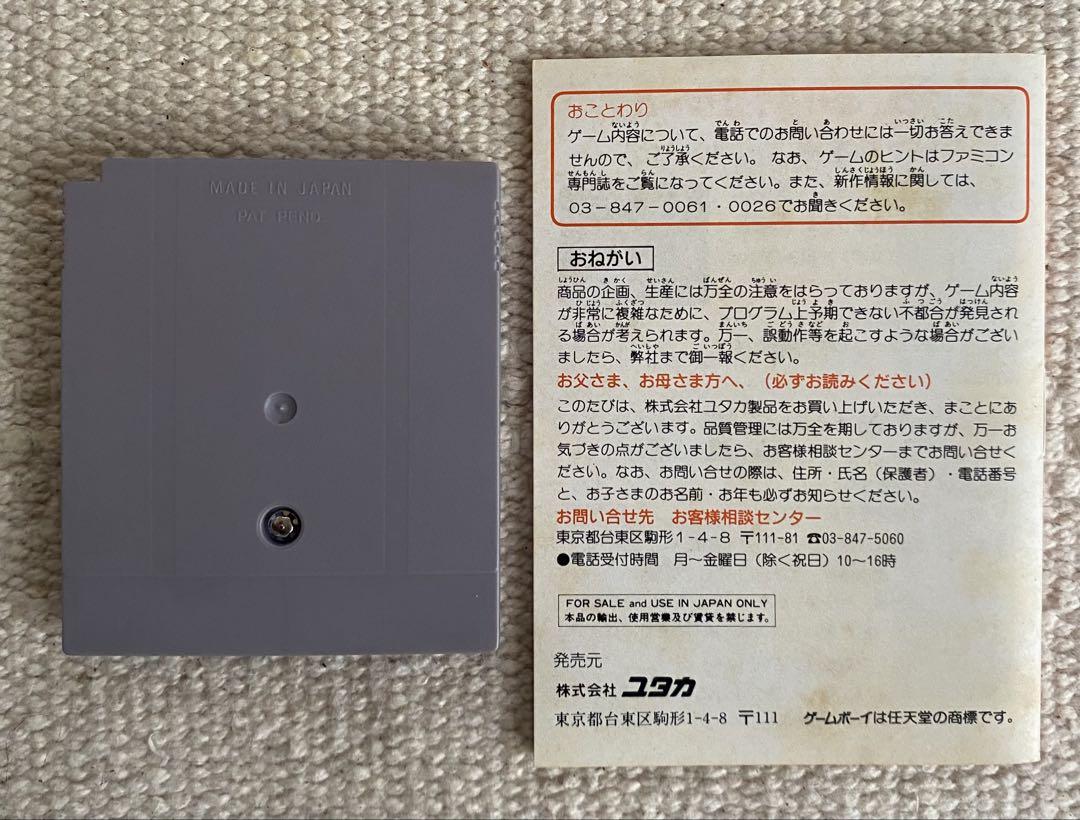 MADE IN JAPAN
PAT PEND
おことわり
ゲーム内容について、電話でのお問い合わせには一切お答えできま
せんので、ご了承ください。なお、ゲームのヒントはファミコン
専門誌をご覧になってください。また、新作情報に関しては、
03-847-0061・0026でお聞きください。
おねがい
商品の企画、生産には万全の注意をはらっておりますが、ゲーム内容
が非常に複雑なために、プログラム上予期できない不都合が発見され
る場合が考えられます。万一、誤動作等を起こすような場合がござい
ましたら、弊社まで御一報ください。
お父さま、お母さま方へ、(必ずお読みください)
このたびは、株式会社ユタカ製品をお買い上げいただき、まことにあ
りがとうございます。品質管理には万全を期しておりますが、万一お
気づきの点がございましたら、お客様相談センターまでお問い合せく
ださい。なお、お問い合せの際は、住所・氏名(保護者)・電話番号
と、お子さまのお名前・お年も必ずお知らせください。
お問い合せ先 お客様相談センター
東京都台東区駒形1-4-8 〒111-81 ☎03-847-5060
●電話受付時間 月〜金曜日(除く祝日)10〜16時
FOR SALE and USE IN JAPAN ONLY
本品の輸出、使用営業及び賃貸を禁じます。
発売元
株式会社 ユタカ
東京都台東区駒形1-4-8 〒111 ゲームボーイは任天堂の商標です。